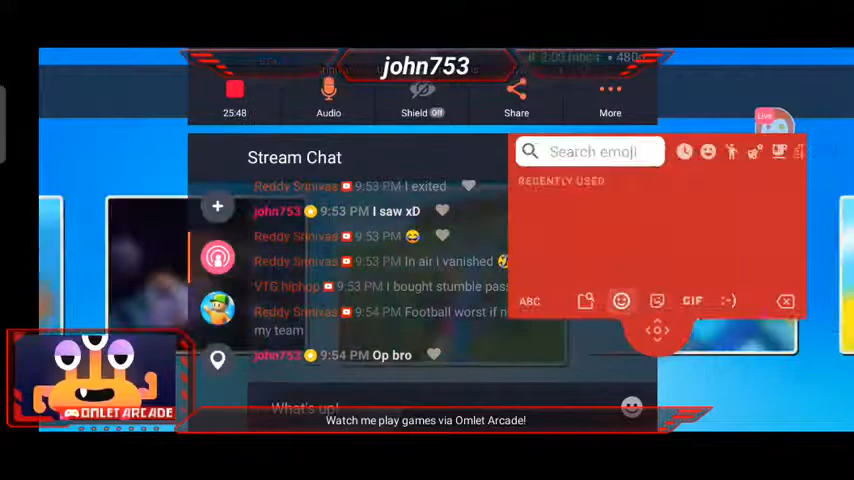 john753
25:48
Audio
Shield Off
Share
More
Live
Stream Chat
Search emoji
RECENTLY USED
Reddy Srinivas 9:53 PM I exited
john753 9:53 PM I saw xD
Reddy Srinivas 9:53 PM 😂
Reddy Srinivas 9:53 PM In air i vanished 🤣
VTG hiphop 9:53 PM I bought stumble pass
Reddy Srinivas 9:54 PM Football worst if n
my team
john753 9:54 PM Op bro
ABC
GIF
:-)
What's up!
OMLET ARCADE
Watch me play games via Omlet Arcade!